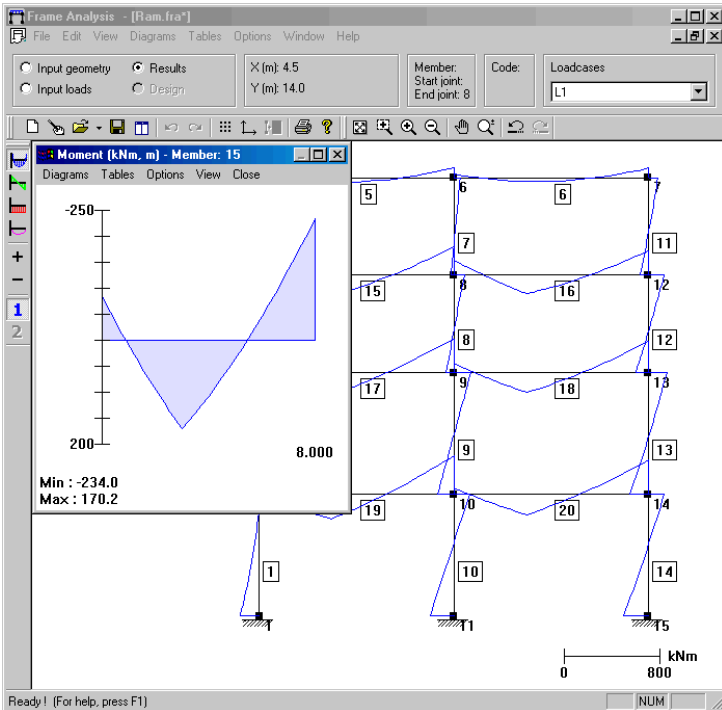 Frame Analysis - [Ram.fra*]
File Edit View Diagrams Tables Options Window Help
Input geometry Results
Input loads Design
X (m): 4.5
Y (m): 14.0
Member:
Start joint:
End joint: 8
Code:
Loadcases
L1
Moment (kNm, m) - Member: 15
Diagrams Tables Options View Close
-250
200
8.000
Min : -234.0
Max : 170.2
1
2
5 6 6 7
7 11
15 8 16 12
8 12
17 9 18 13
9 13
19 10 20 14
1 10 14
1 11 15
kNm
0 800
Ready ! (For help, press F1)
NUM